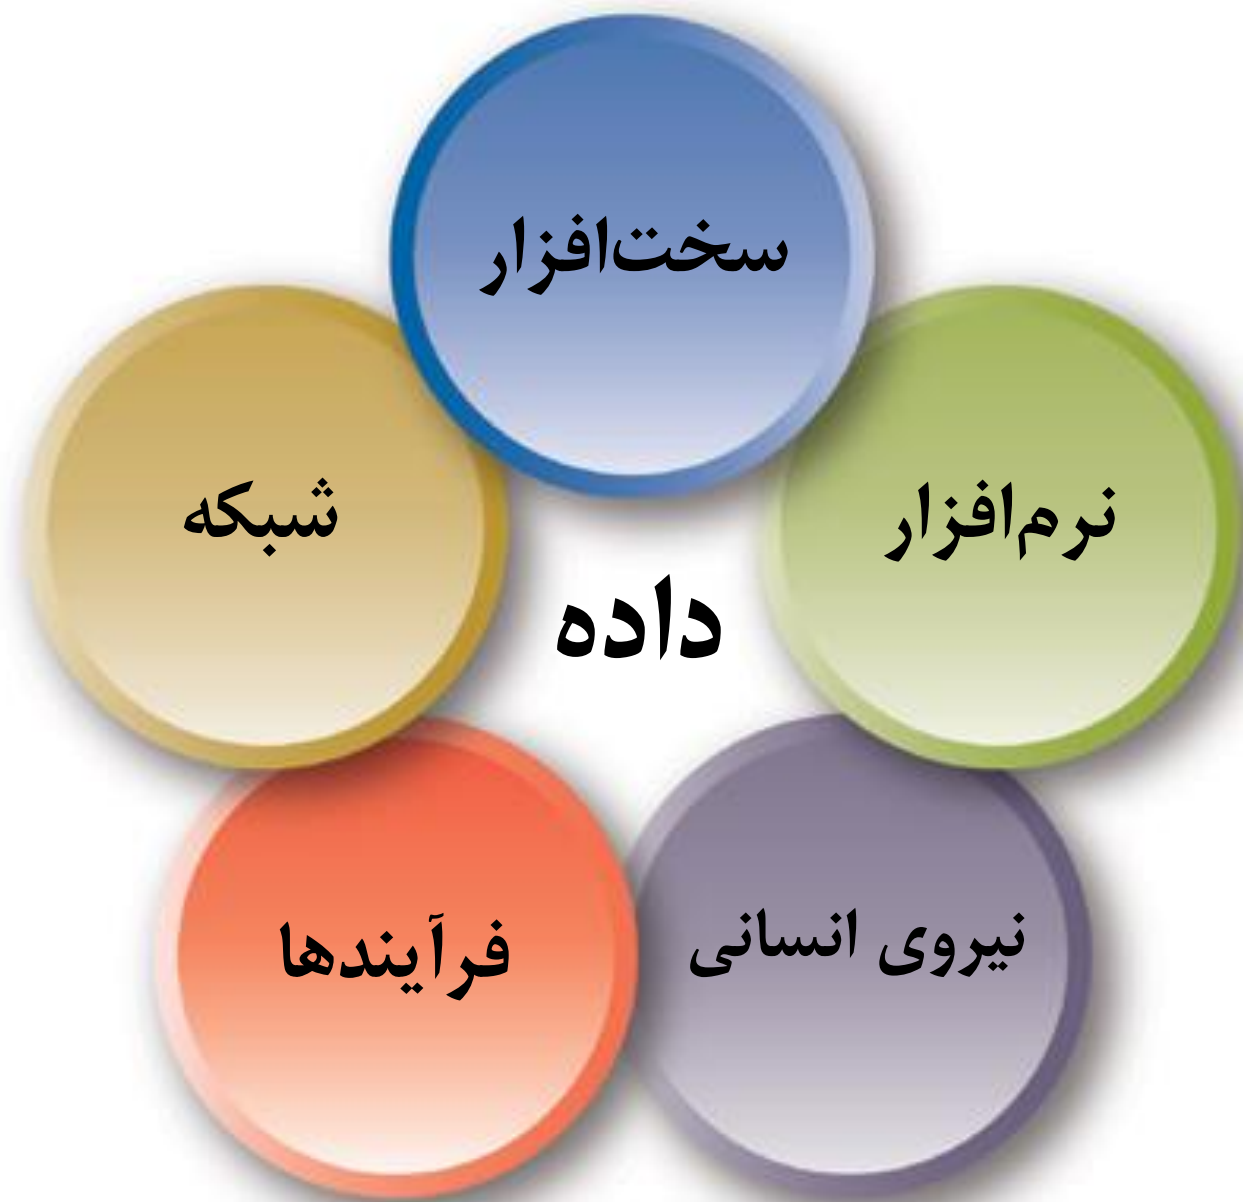 سخت‌افزار
نرم‌افزار
شبکه
داده
نیروی انسانی
فرآیندها